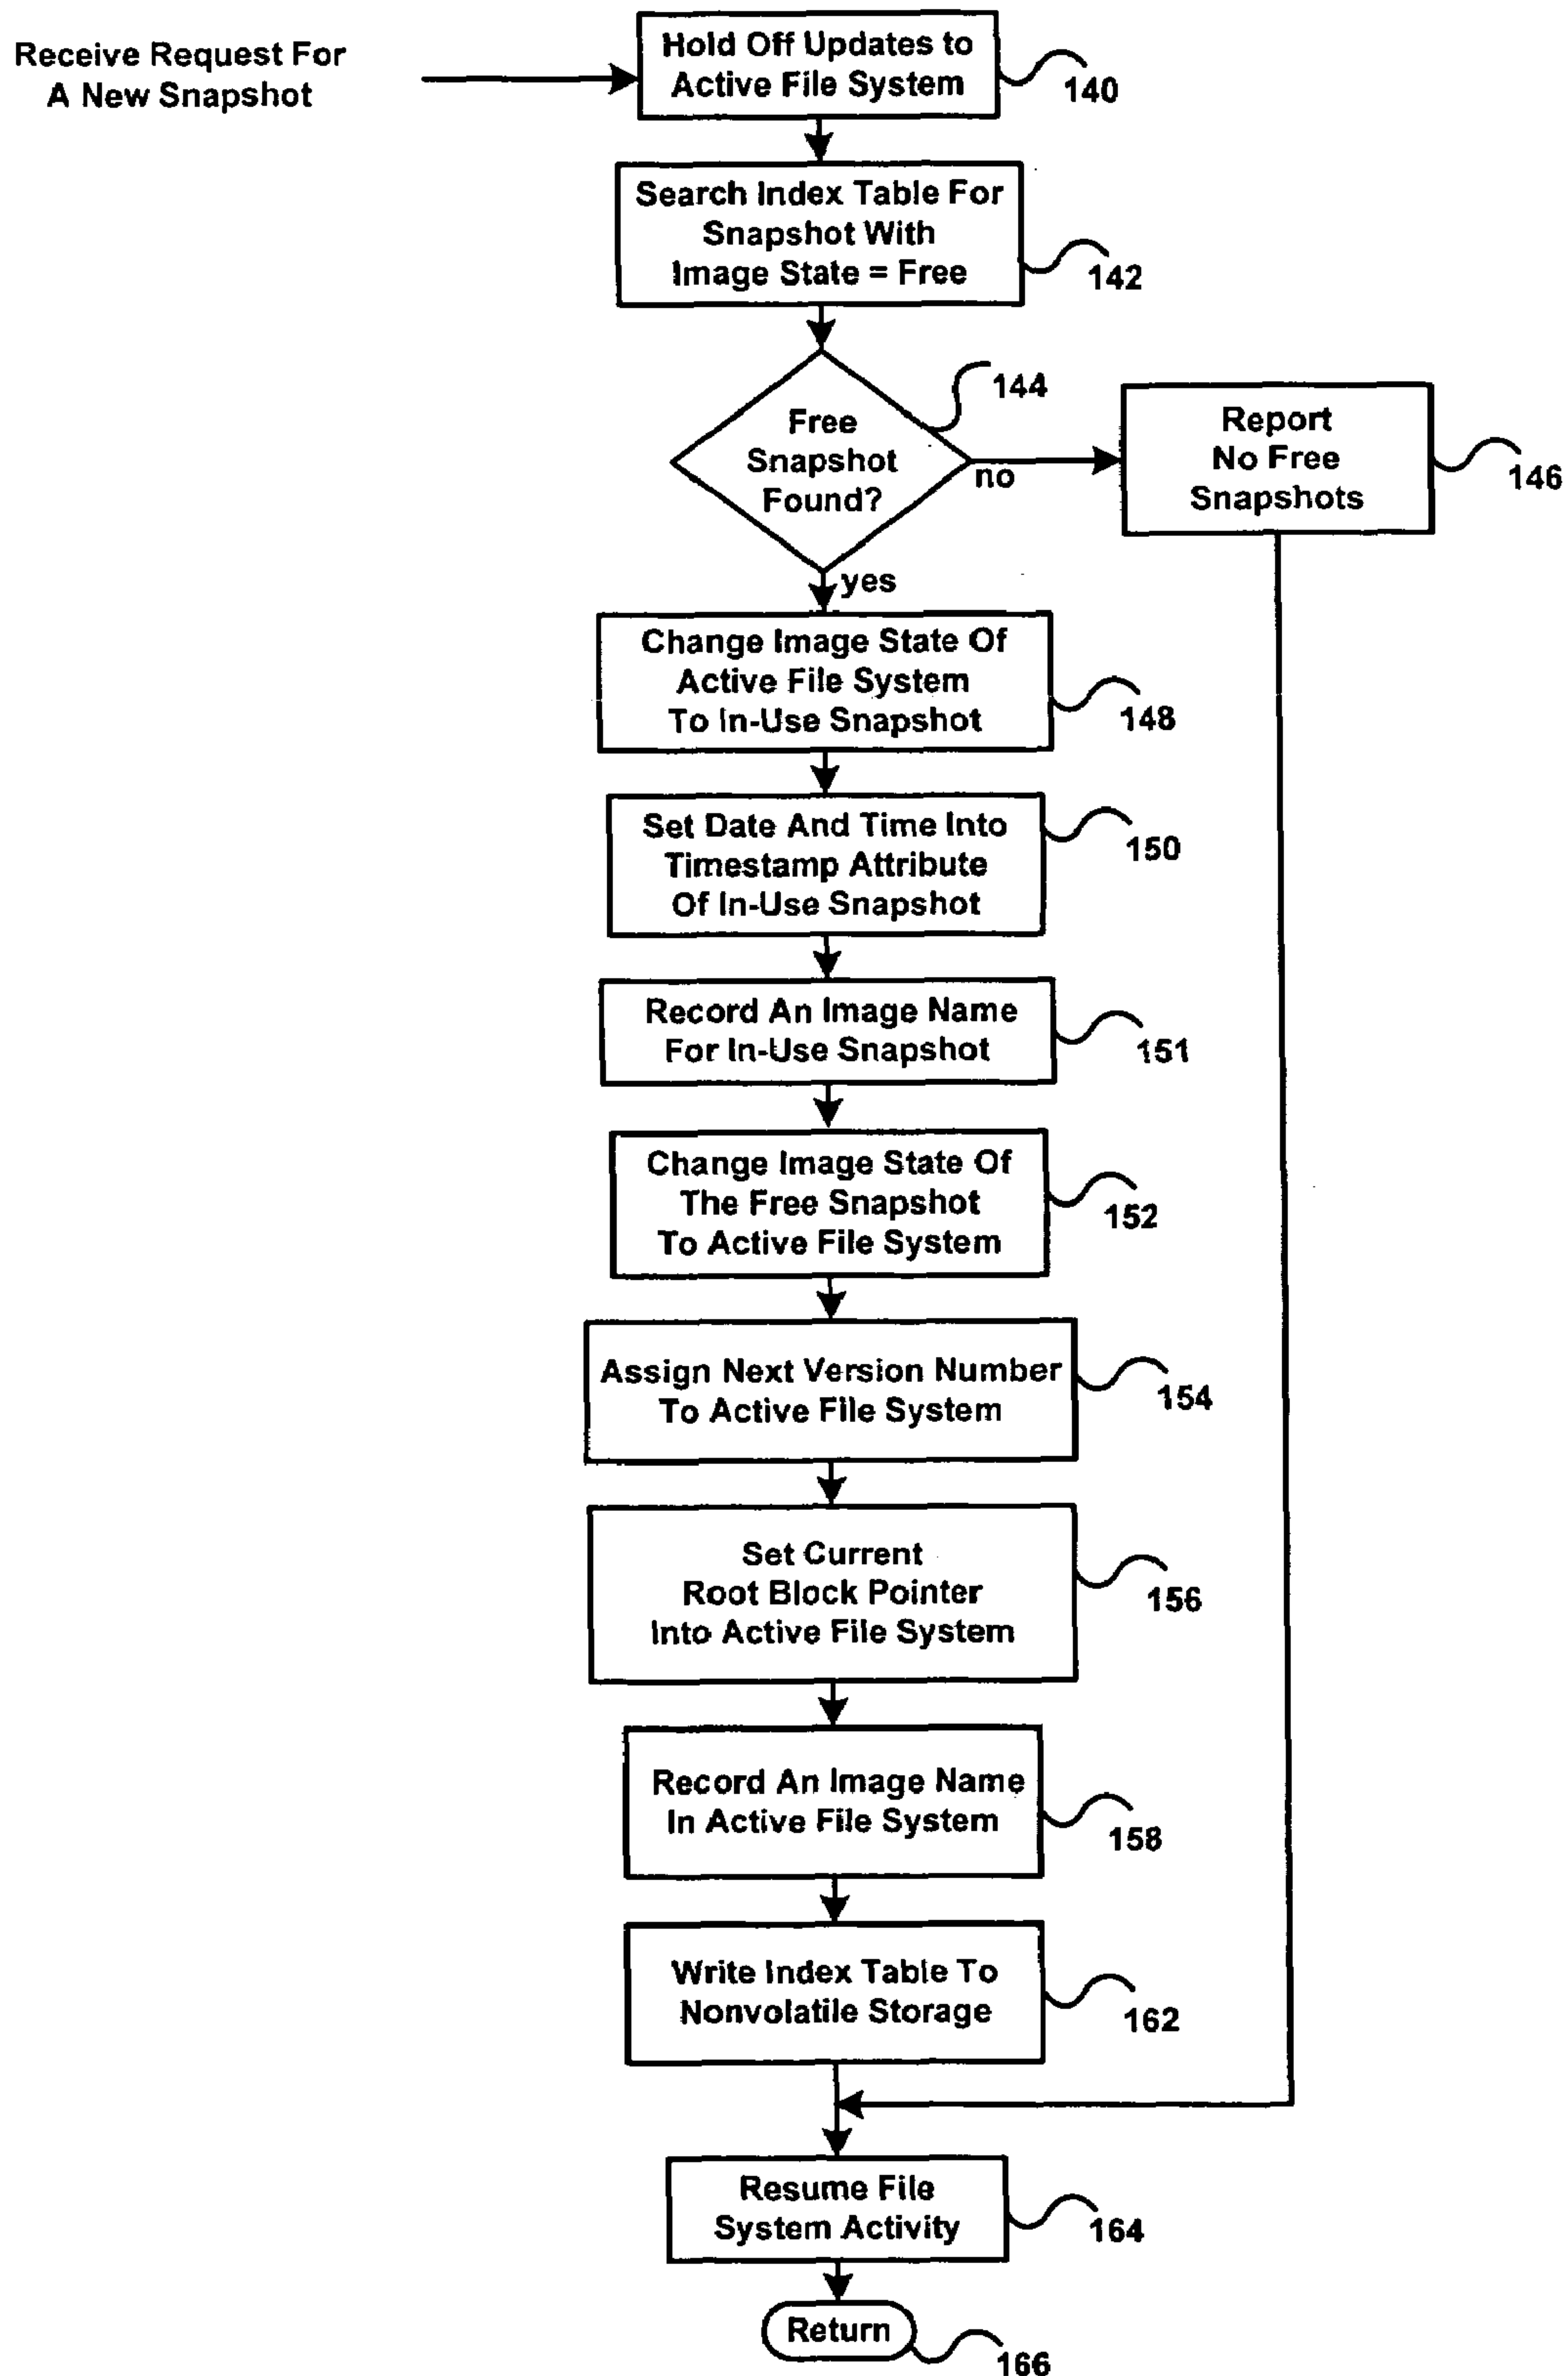 Receive Request For
A New Snapshot
Hold Off Updates to
Active File System
140
Search Index Table For
Snapshot With
Image State = Free
142
144
Free
Snapshot
Found?
no
Report
No Free
Snapshots
146
yes
Change Image State Of
Active File System
To In-Use Snapshot
148
Set Date And Time Into
Timestamp Attribute
Of In-Use Snapshot
150
Record An Image Name
For In-Use Snapshot
151
Change Image State Of
The Free Snapshot
To Active File System
152
Assign Next Version Number
To Active File System
154
Set Current
Root Block Pointer
Into Active File System
156
Record An Image Name
In Active File System
158
Write Index Table To
Nonvolatile Storage
162
Resume File
System Activity
164
Return
166